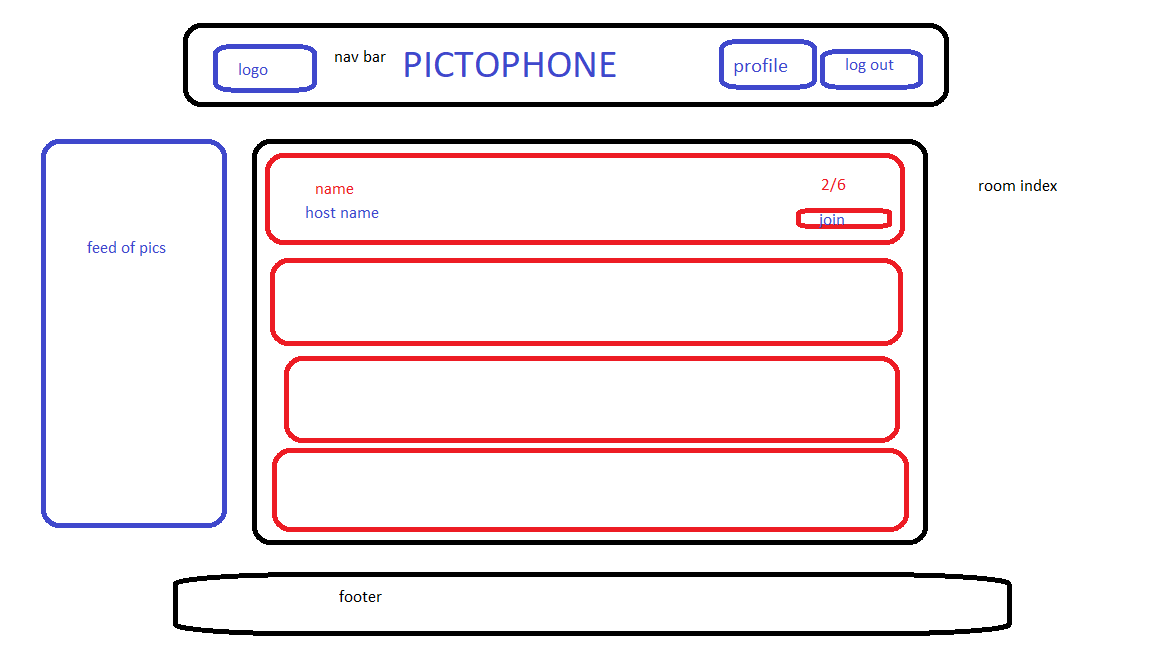 logo
nav bar
PICTOPHONE
profile
log out
feed of pics
name
host name
2/6
join
room index
footer